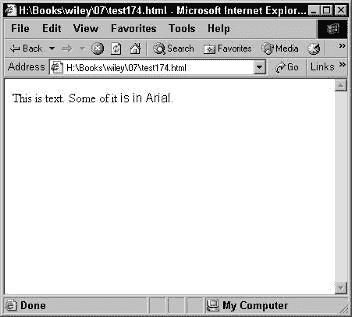 H:\Books\wiley\07\test174.html - Microsoft Internet Explor...
File Edit View Favorites Tools Help
Back Search Favorites Media
Address H:\Books\wiley\07\test174.html Go Links »
This is text. Some of it is in Arial.
Done My Computer